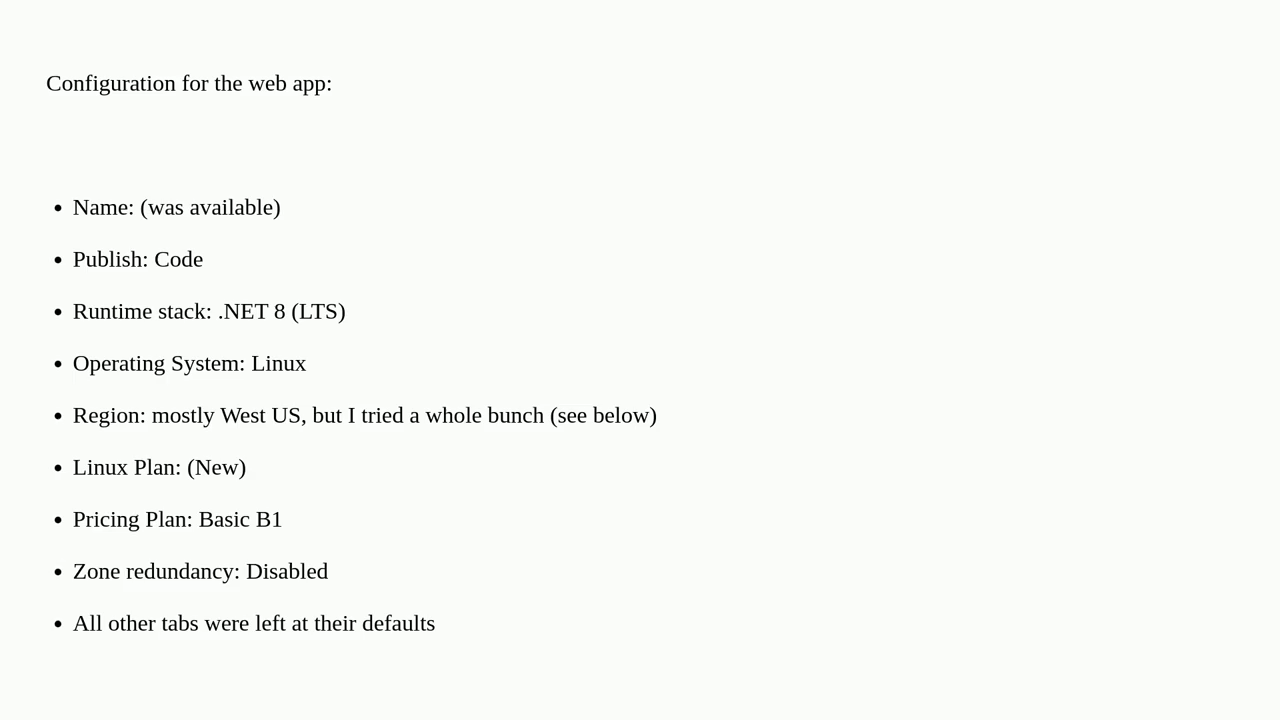 Configuration for the web app:
• Name: (was available)
• Publish: Code
• Runtime stack: .NET 8 (LTS)
• Operating System: Linux
• Region: mostly West US, but I tried a whole bunch (see below)
• Linux Plan: (New)
• Pricing Plan: Basic B1
• Zone redundancy: Disabled
• All other tabs were left at their defaults